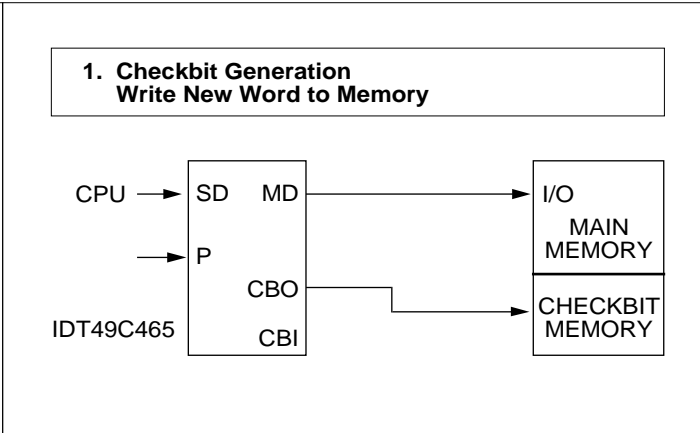 1. Checkbit Generation
Write New Word to Memory
CPU
SD
MD
I/O
MAIN
MEMORY
P
CBO
CHECKBIT
MEMORY
IDT49C465
CBI